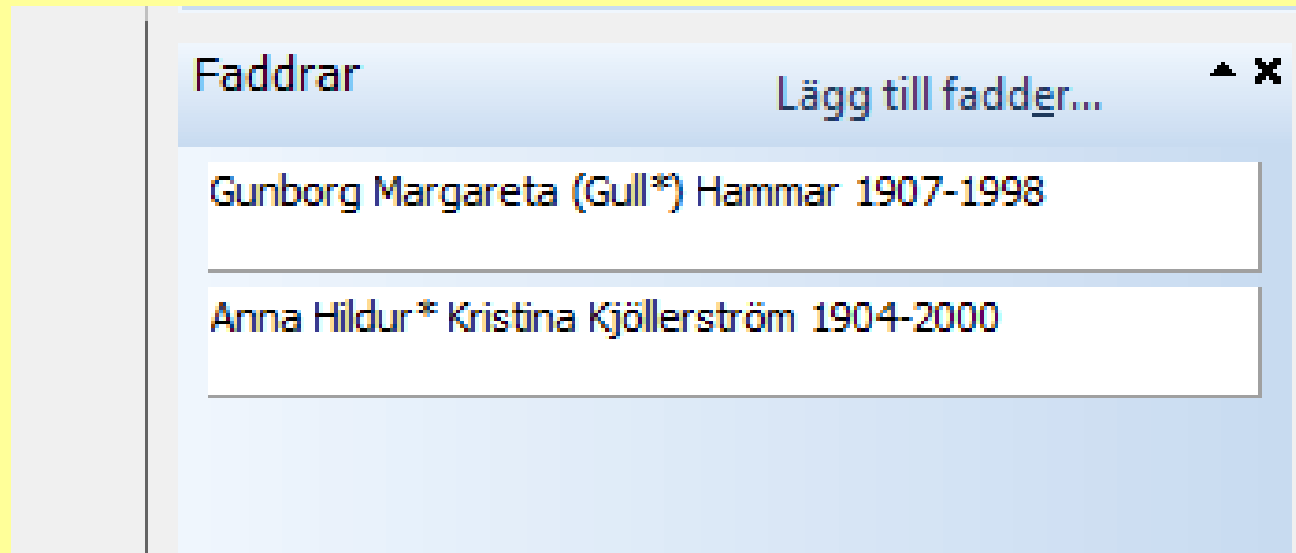 Faddrar
Lägg till fadder...
Gunborg Margareta (Gull*) Hammar 1907-1998
Anna Hildur* Kristina Kjöllerström 1904-2000